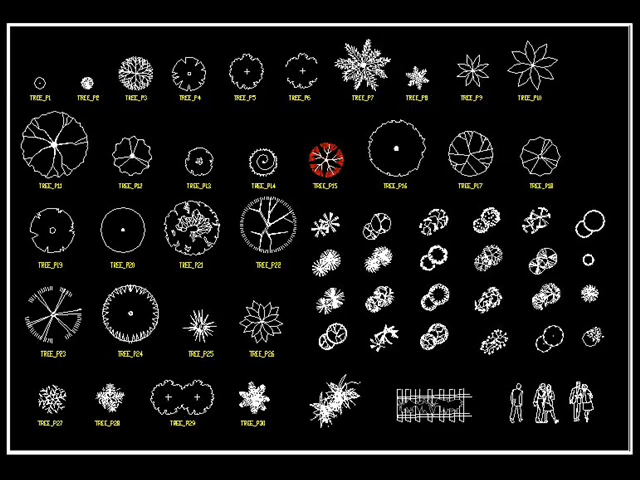 TREE_P1 TREE_P2 TREE_P3 TREE_P4 TREE_P5 TREE_P6 TREE_P7 TREE_P8 TREE_P9 TREE_P10
TREE_P11 TREE_P12 TREE_P13 TREE_P14 TREE_P15 TREE_P16 TREE_P17 TREE_P18
TREE_P19 TREE_P20 TREE_P21 TREE_P22
TREE_P23 TREE_P24 TREE_P25 TREE_P26
TREE_P27 TREE_P28 TREE_P29 TREE_P30